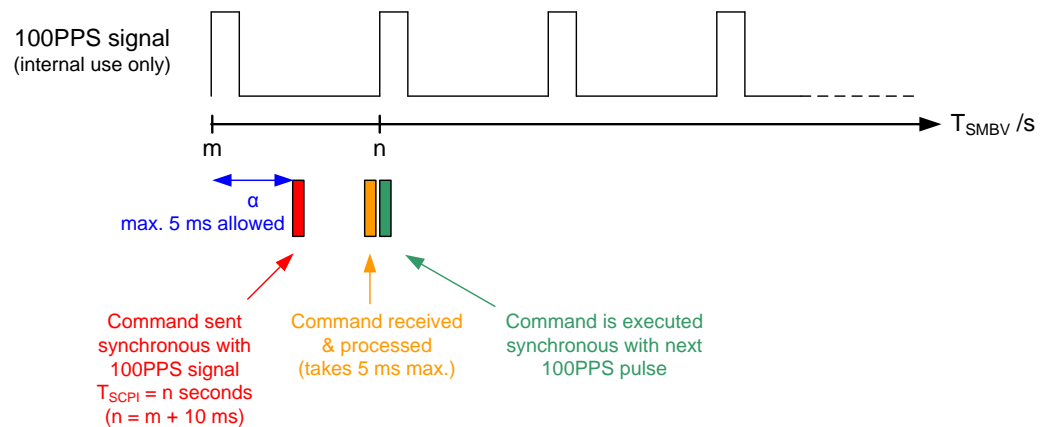 100PPS signal
(internal use only)
T_SMBV /s
m
n
α
max. 5 ms allowed
Command sent
synchronous with
100PPS signal
T_SCPI = n seconds
(n = m + 10 ms)
Command received
& processed
(takes 5 ms max.)
Command is executed
synchronous with next
100PPS pulse